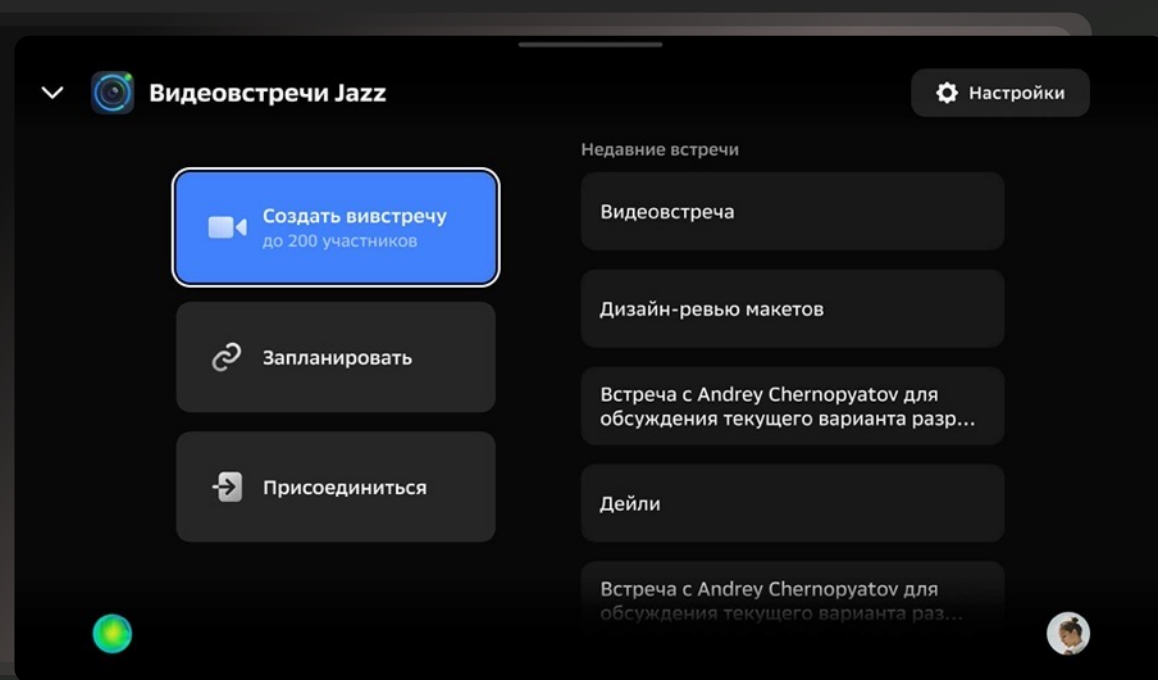 Видеовстречи Jazz
Настройки
Создать вивстречу
до 200 участников
Запланировать
Присоединиться
Недавние встречи
Видеовстреча
Дизайн-ревью макетов
Встреча с Andrey Chernopyatov для
обсуждения текущего варианта разр...
Дейли
Встреча с Andrey Chernopyatov для
обсуждения текущего варианта раз...